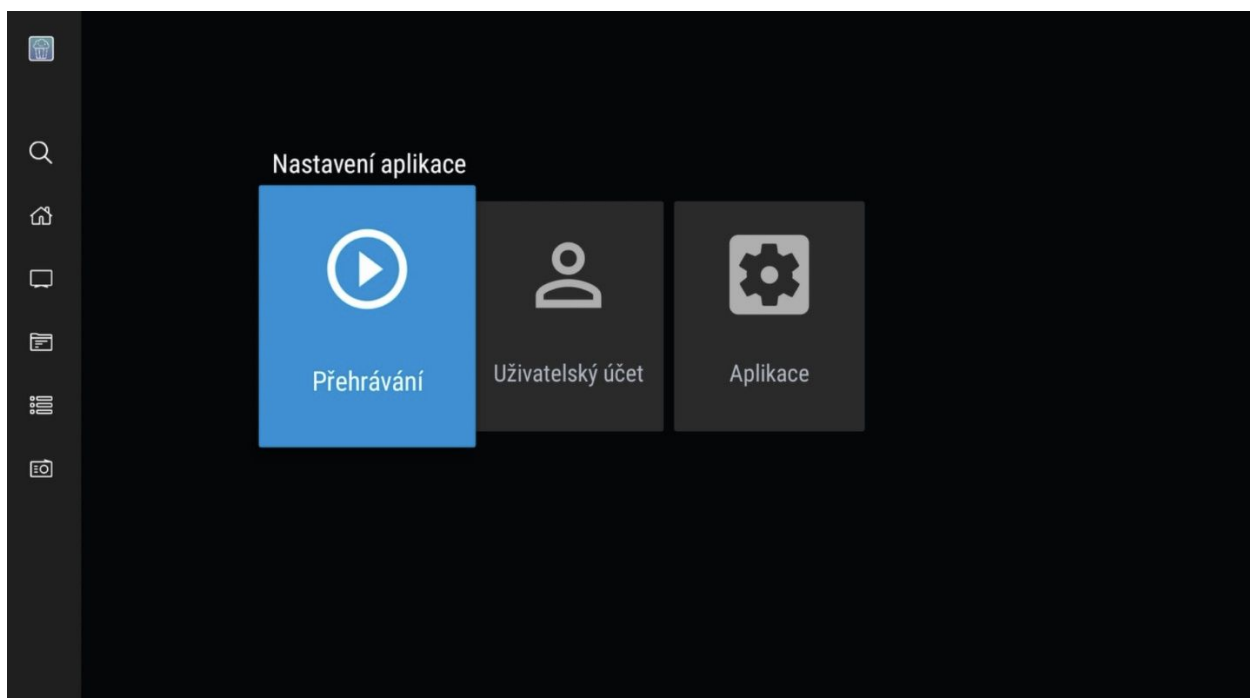 Nastavení aplikace
Přehrávání
Uživatelský účet
Aplikace